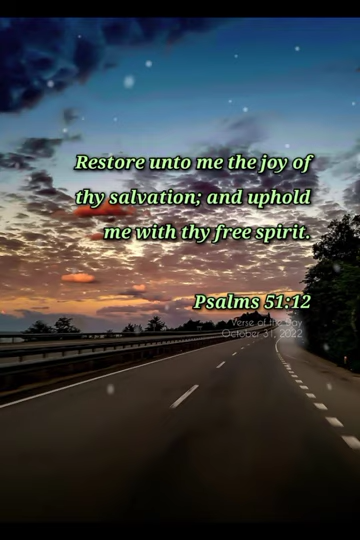 Restore unto me the joy of
thy salvation; and uphold
me with thy free spirit.
Psalms 51:12
Verse of the Day
October 31, 2022